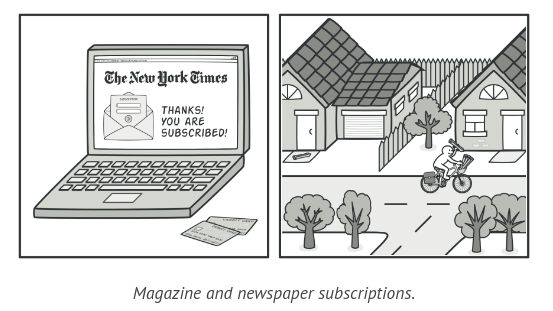 The New York Times
THANKS!
YOU ARE
SUBSCRIBED!
Magazine and newspaper subscriptions.